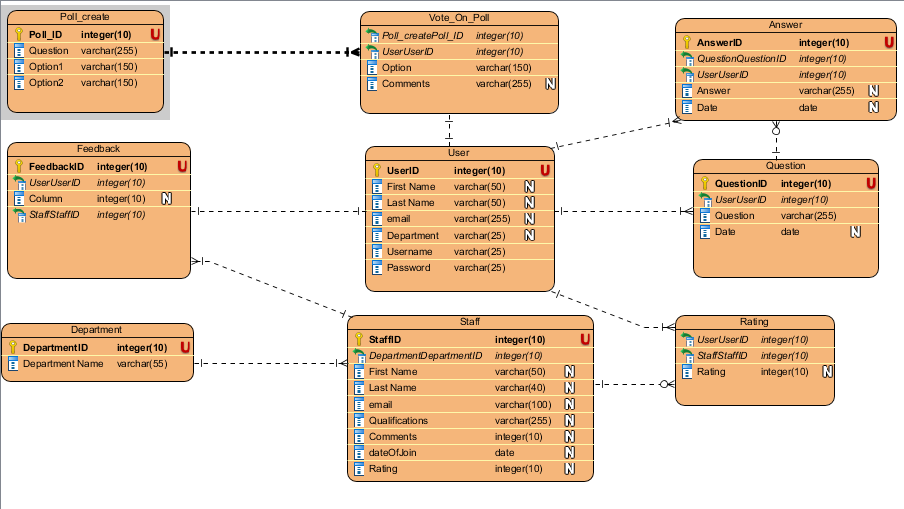 Poll_create
Poll_ID integer(10) U
Question varchar(255)
Option1 varchar(150)
Option2 varchar(150)
Vote_On_Poll
Poll_createPoll_ID integer(10)
UserUserID integer(10)
Option varchar(150)
Comments varchar(255) N
Answer
AnswerID integer(10) U
QuestionQuestionID integer(10)
UserUserID integer(10)
Answer varchar(255) N
Date date N
Feedback
FeedbackID integer(10) U
UserUserID integer(10)
Column integer(10) N
StaffStaffID integer(10)
User
UserID integer(10) U
First Name varchar(50) N
Last Name varchar(50) N
email varchar(255) N
Department varchar(25) N
Username varchar(25)
Password varchar(25)
Question
QuestionID integer(10) U
UserUserID integer(10)
Question varchar(255)
Date date N
Department
DepartmentID integer(10) U
Department Name varchar(55)
Staff
StaffID integer(10) U
DepartmentDepartmentID integer(10)
First Name varchar(50) N
Last Name varchar(40) N
email varchar(100) N
Qualifications varchar(255) N
Comments integer(10) N
dateOfJoin date N
Rating integer(10) N
Rating
UserUserID integer(10)
StaffStaffID integer(10)
Rating integer(10) N